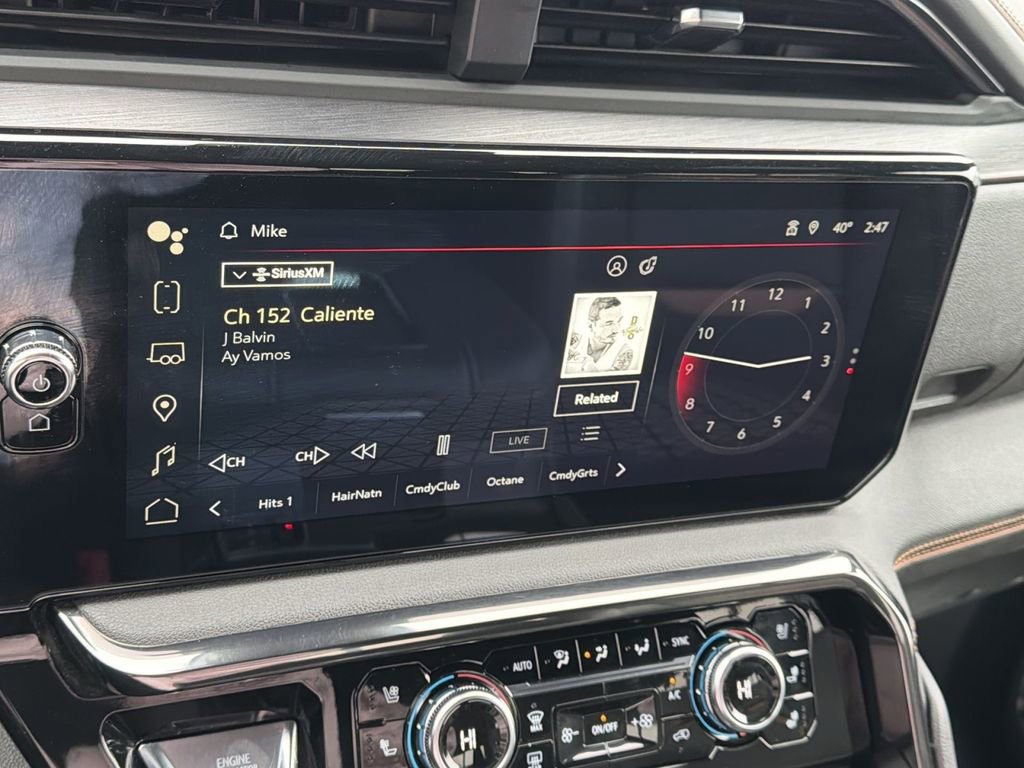 Mike
40° 2:47
SiriusXM
Ch 152 Caliente
J Balvin
Ay Vamos
Related
12
1
2
3
4
5
6
7
8
9
10
11
CH
CH
LIVE
Hits 1 HairNatn CmdyClub Octane CmdyGrts
AUTO
SYNC
A/C
HI
HI
MAX
ON/OFF
ENGINE